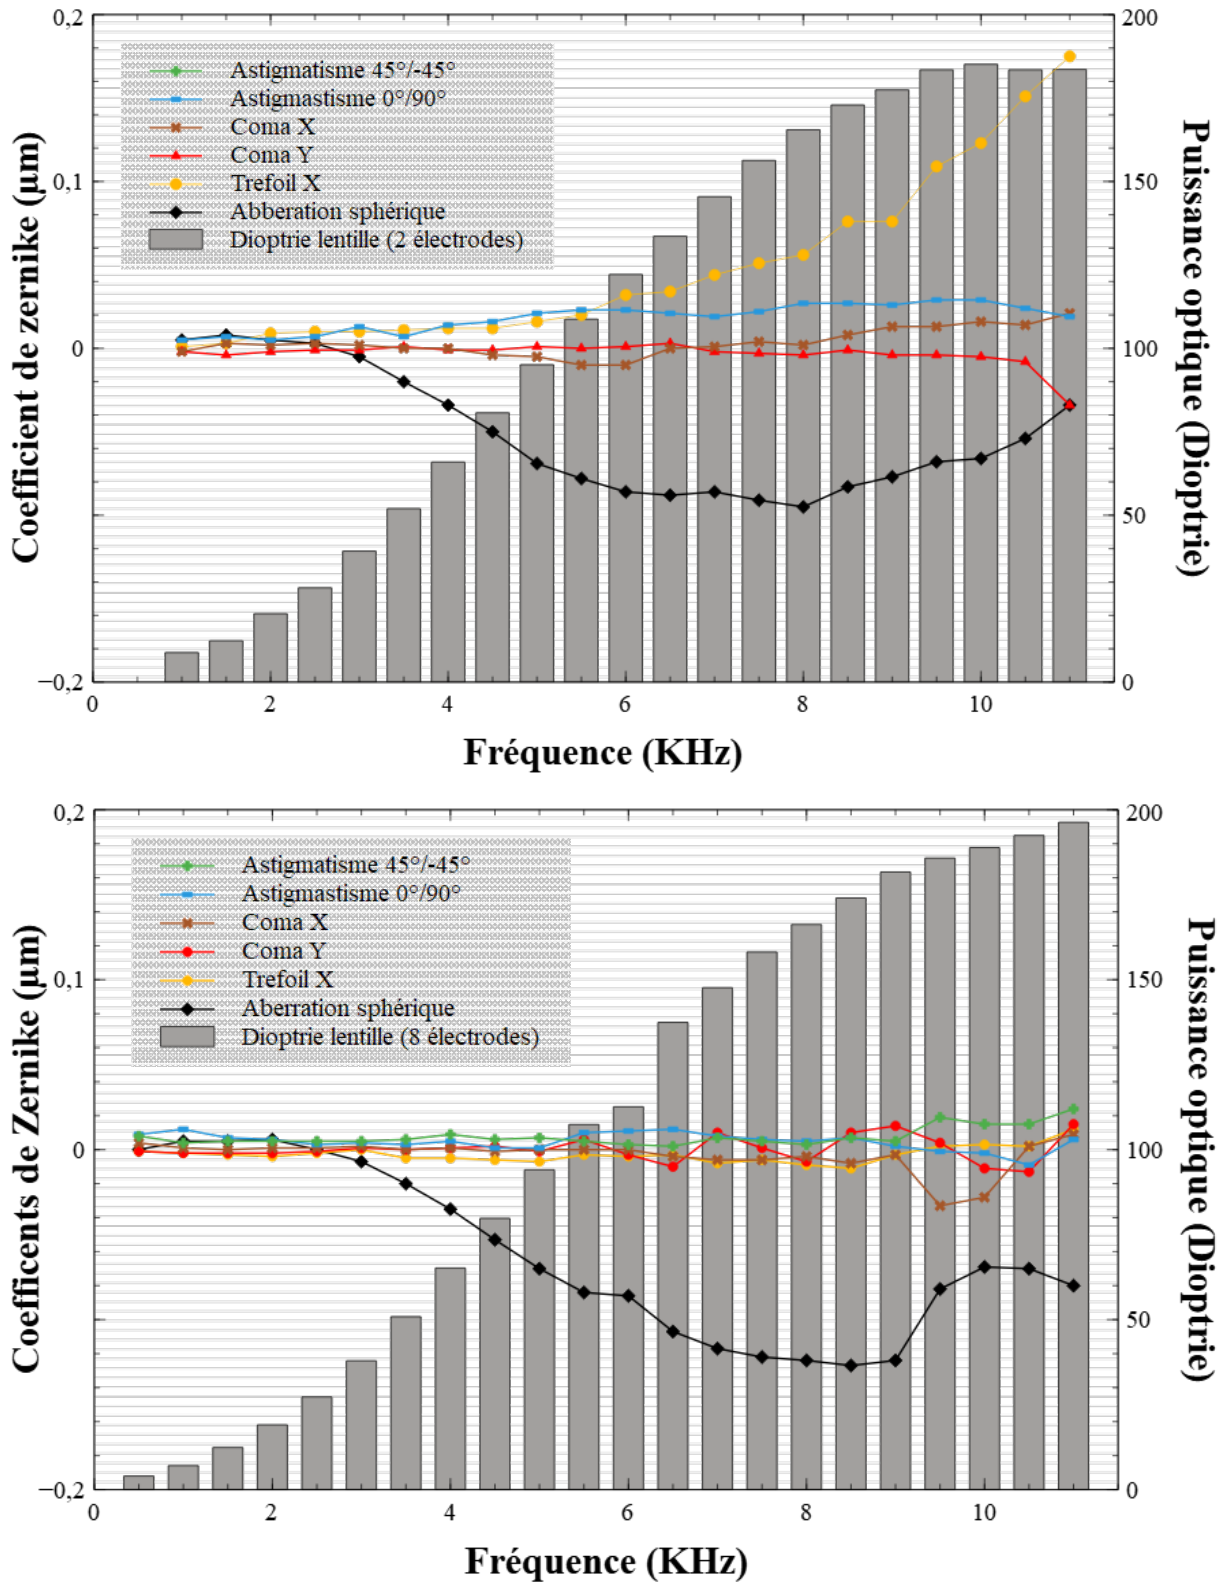 0,2
200
Astigmatisme 45°/-45°
Astigmastisme 0°/90°
Coma X
Coma Y
Trefoil X
Abberation sphérique
Dioptrie lentille (2 électrodes)
0,1
150
0
100
50
−0,2
0
Coefficient de zernike (μm)
Puissance optique (Dioptrie)
0
2
4
6
8
10
Fréquence (KHz)
0,2
200
Astigmatisme 45°/-45°
Astigmastisme 0°/90°
Coma X
Coma Y
Trefoil X
Aberration sphérique
Dioptrie lentille (8 électrodes)
0,1
150
0
100
50
−0,2
0
Coefficents de Zernike (μm)
Puissance optique (Dioptrie)
0
2
4
6
8
10
Fréquence (KHz)